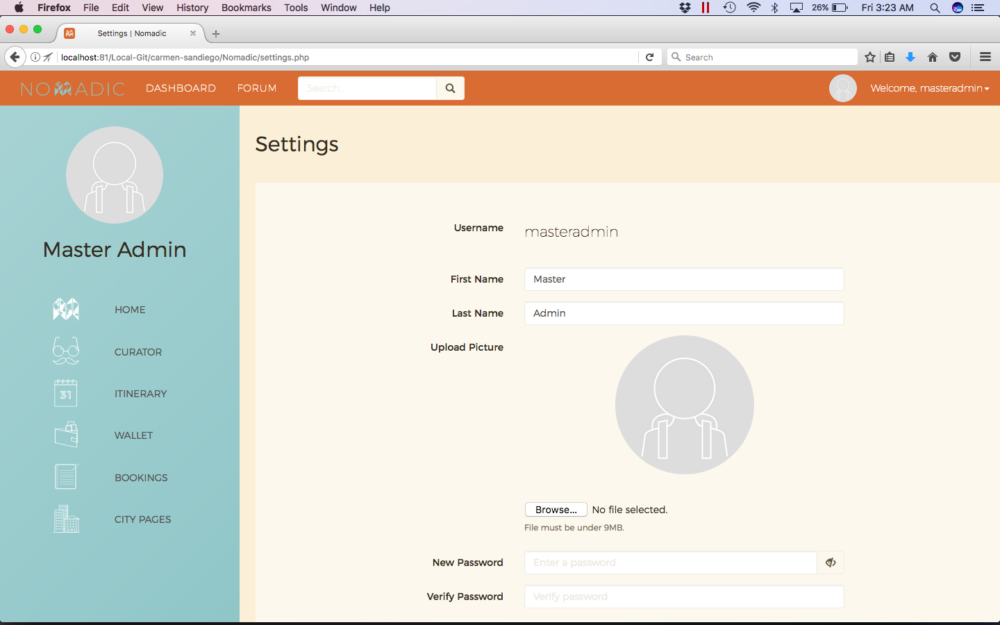 Firefox File Edit View History Bookmarks Tools Window Help 26% Fri 3:23 AM
Settings | Nomadic
localhost:81/Local-Git/carmen-sandiego/Nomadic/settings.php Search
NOMADIC DASHBOARD FORUM Search... Welcome, masteradmin
Settings
Master Admin
HOME
CURATOR
31 ITINERARY
WALLET
BOOKINGS
CITY PAGES
Username masteradmin
First Name Master
Last Name Admin
Upload Picture
Browse... No file selected.
File must be under 9MB.
New Password Enter a password
Verify Password Verify password